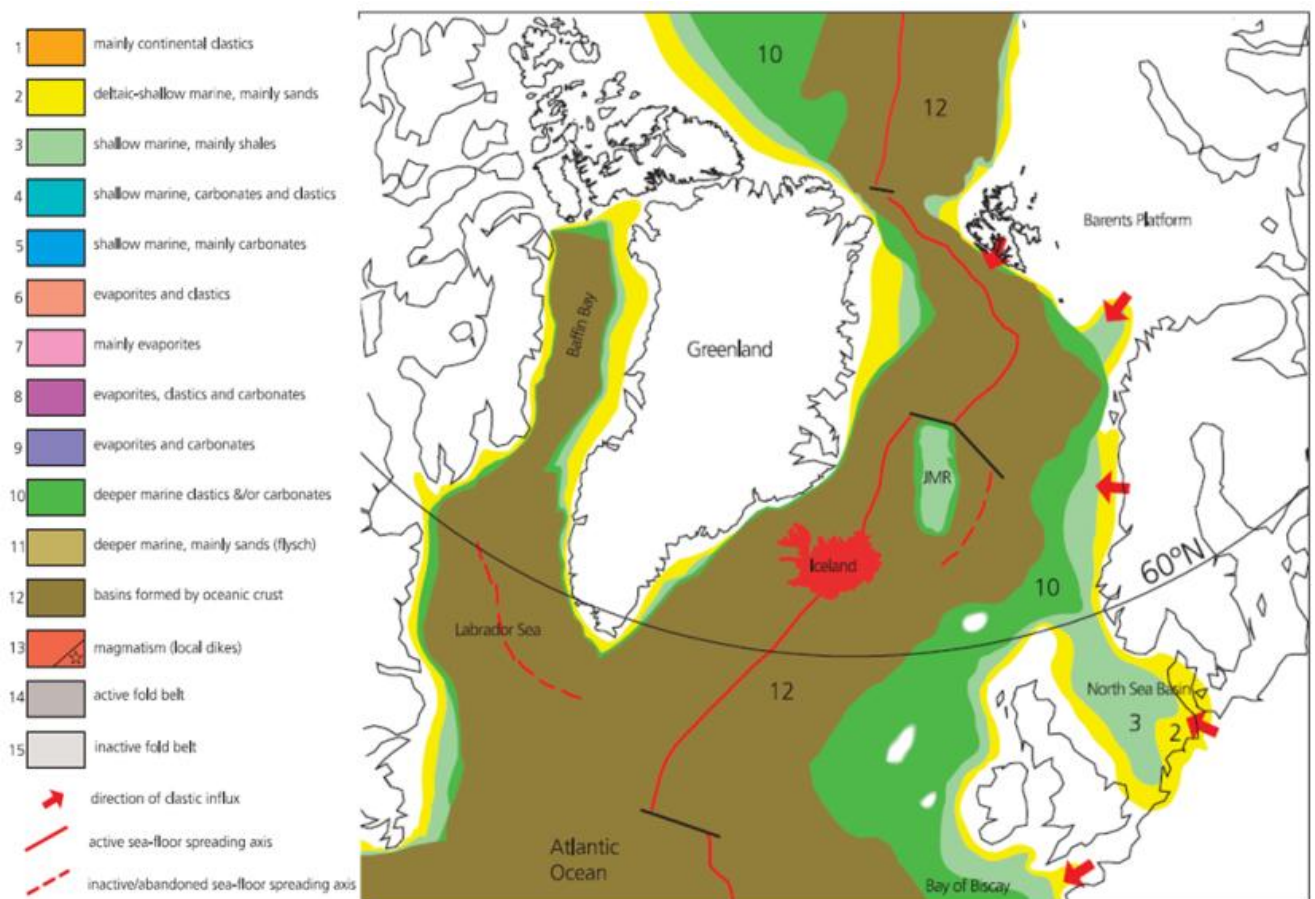 1 mainly continental clastics
2 deltaic-shallow marine, mainly sands
3 shallow marine, mainly shales
4 shallow marine, carbonates and clastics
5 shallow marine, mainly carbonates
6 evaporites and clastics
7 mainly evaporites
8 evaporites, clastics and carbonates
9 evaporites and carbonates
10 deeper marine clastics &/or carbonates
11 deeper marine, mainly sands (flysch)
12 basins formed by oceanic crust
13 magmatism (local dikes)
14 active fold belt
15 inactive fold belt
direction of clastic influx
active sea-floor spreading axis
inactive/abandoned sea-floor spreading axis
10
12
Barents Platform
Baffin Bay
Greenland
JMR
Iceland
60°N
10
Labrador Sea
12
North Sea Basin
3
2
Atlantic
Ocean
Bay of Biscay